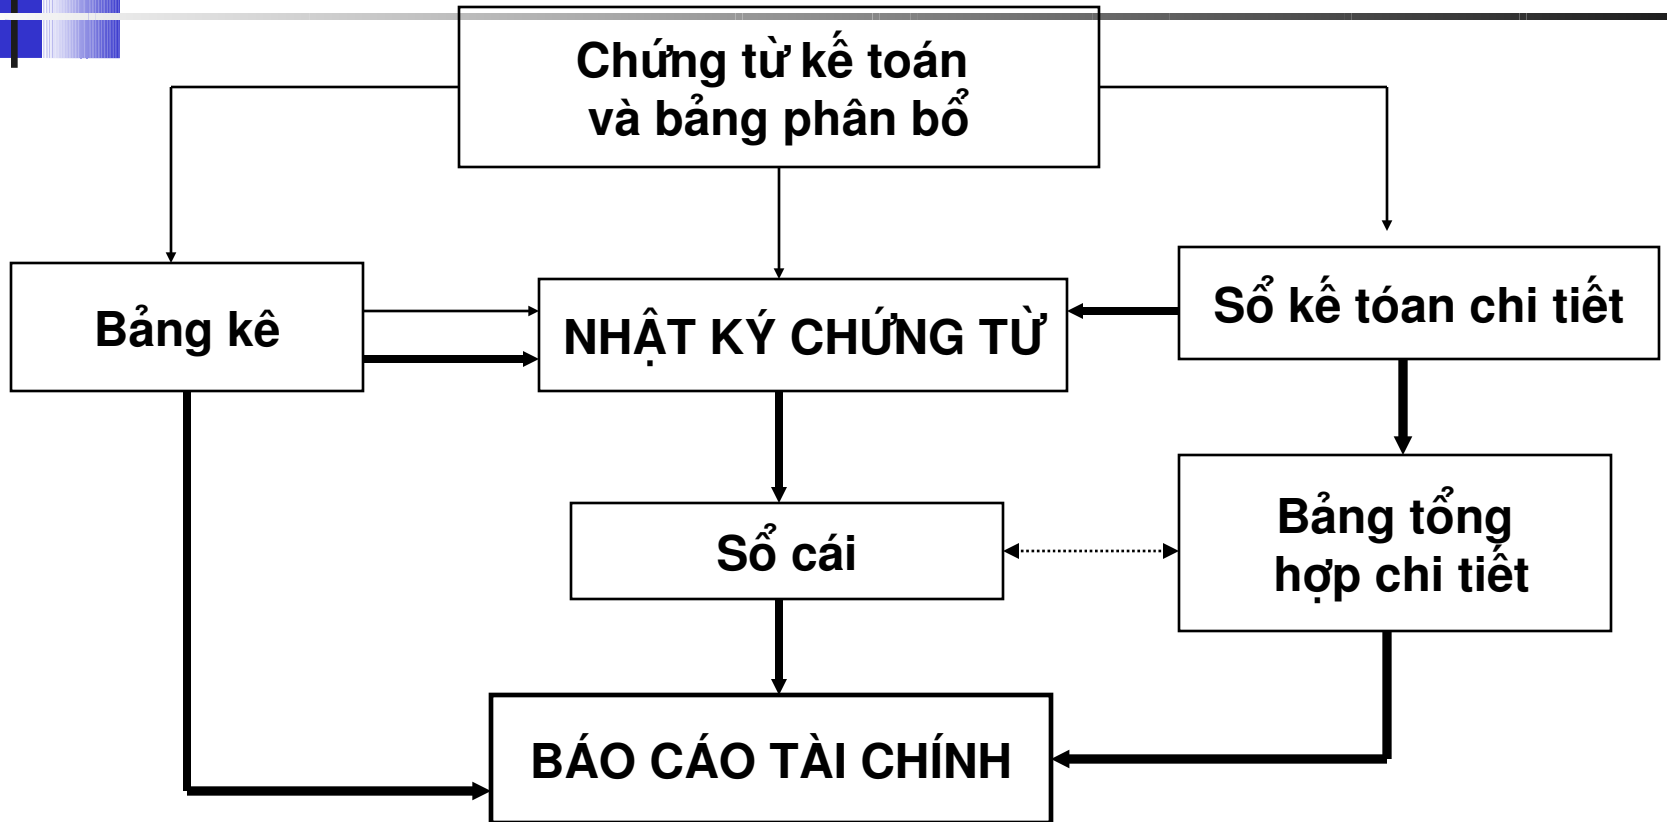 Chứng từ kế toán
và bảng phân bổ
Bảng kê
NHẬT KÝ CHỨNG TỪ
Sổ kế tóan chi tiết
Sổ cái
Bảng tổng
hợp chi tiết
BÁO CÁO TÀI CHÍNH